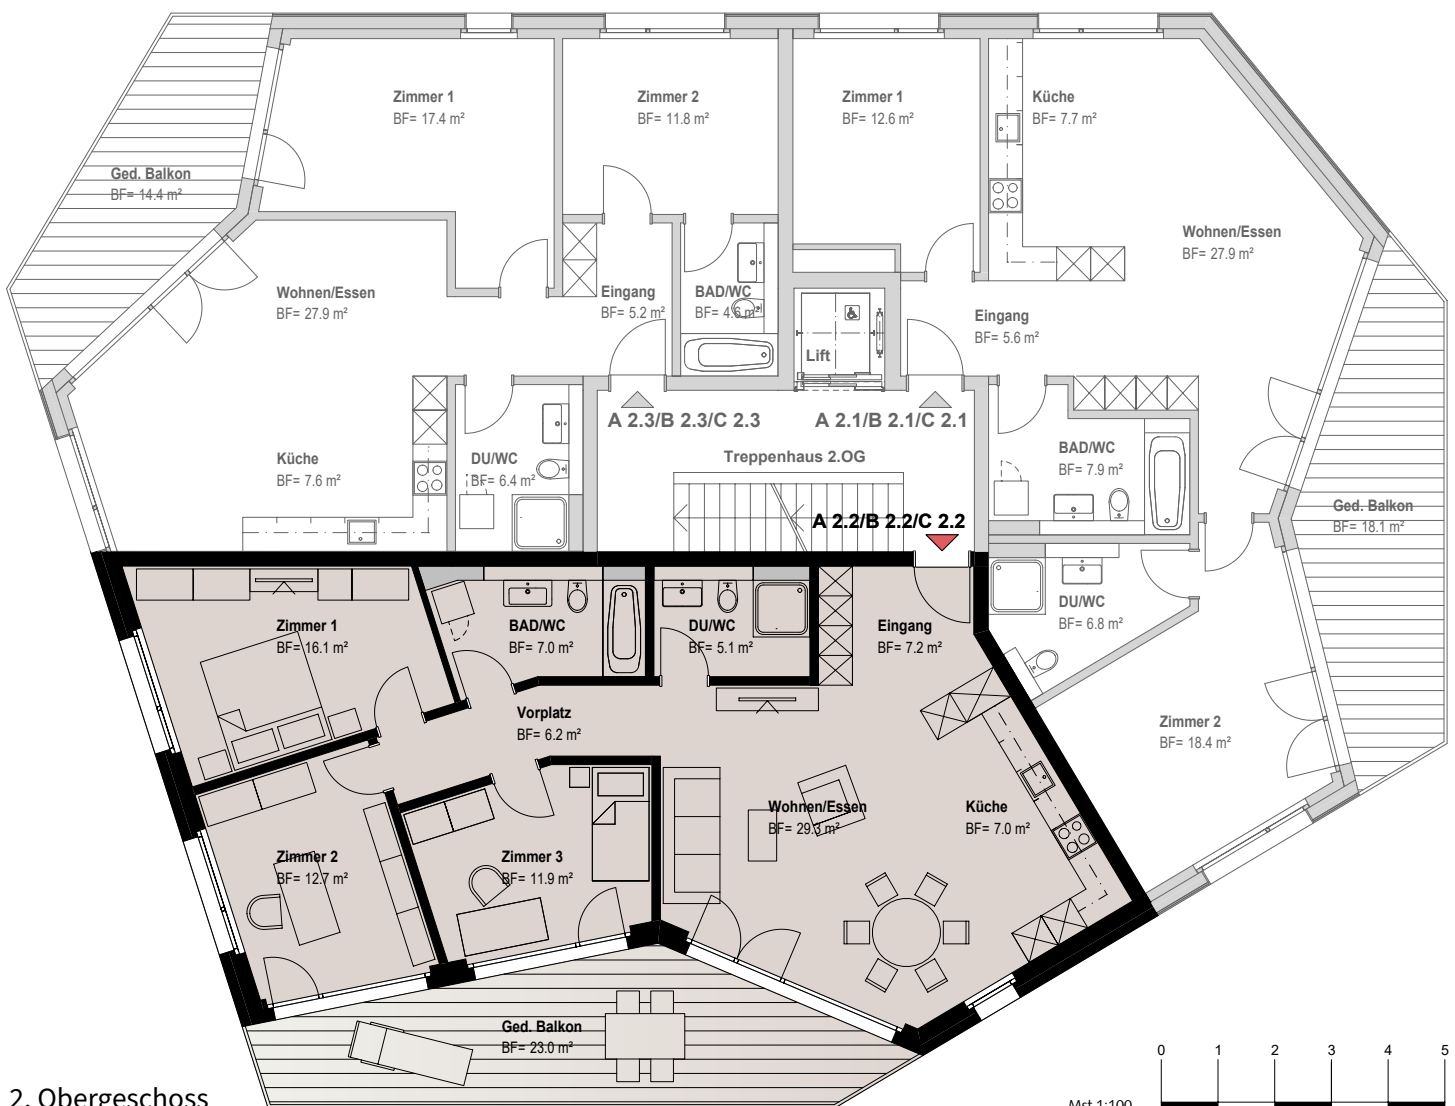 Zimmer 1
BF= 17.4 m²
Zimmer 2
BF= 11.8 m²
Zimmer 1
BF= 12.6 m²
Küche
BF= 7.7 m²
Ged. Balkon
BF= 14.4 m²
Wohnen/Essen
BF= 27.9 m²
Wohnen/Essen
BF= 27.9 m²
Eingang
BF= 5.2 m²
BAD/WC
BF= 4.6 m²
Eingang
BF= 5.6 m²
Lift
A 2.3/B 2.3/C 2.3
A 2.1/B 2.1/C 2.1
Treppenhaus 2.OG
Küche
BF= 7.6 m²
DU/WC
BF= 6.4 m²
BAD/WC
BF= 7.9 m²
Ged. Balkon
BF= 18.1 m²
A 2.2/B 2.2/C 2.2
DU/WC
BF= 6.8 m²
Zimmer 1
BF= 16.1 m²
BAD/WC
BF= 7.0 m²
DU/WC
BF= 5.1 m²
Eingang
BF= 7.2 m²
Vorplatz
BF= 6.2 m²
Zimmer 2
BF= 18.4 m²
Wohnen/Essen
BF= 29.3 m²
Küche
BF= 7.0 m²
Zimmer 2
BF= 12.7 m²
Zimmer 3
BF= 11.9 m²
Ged. Balkon
BF= 23.0 m²
0 1 2 3 4 5
2. Obergeschoss
Mst 1:100